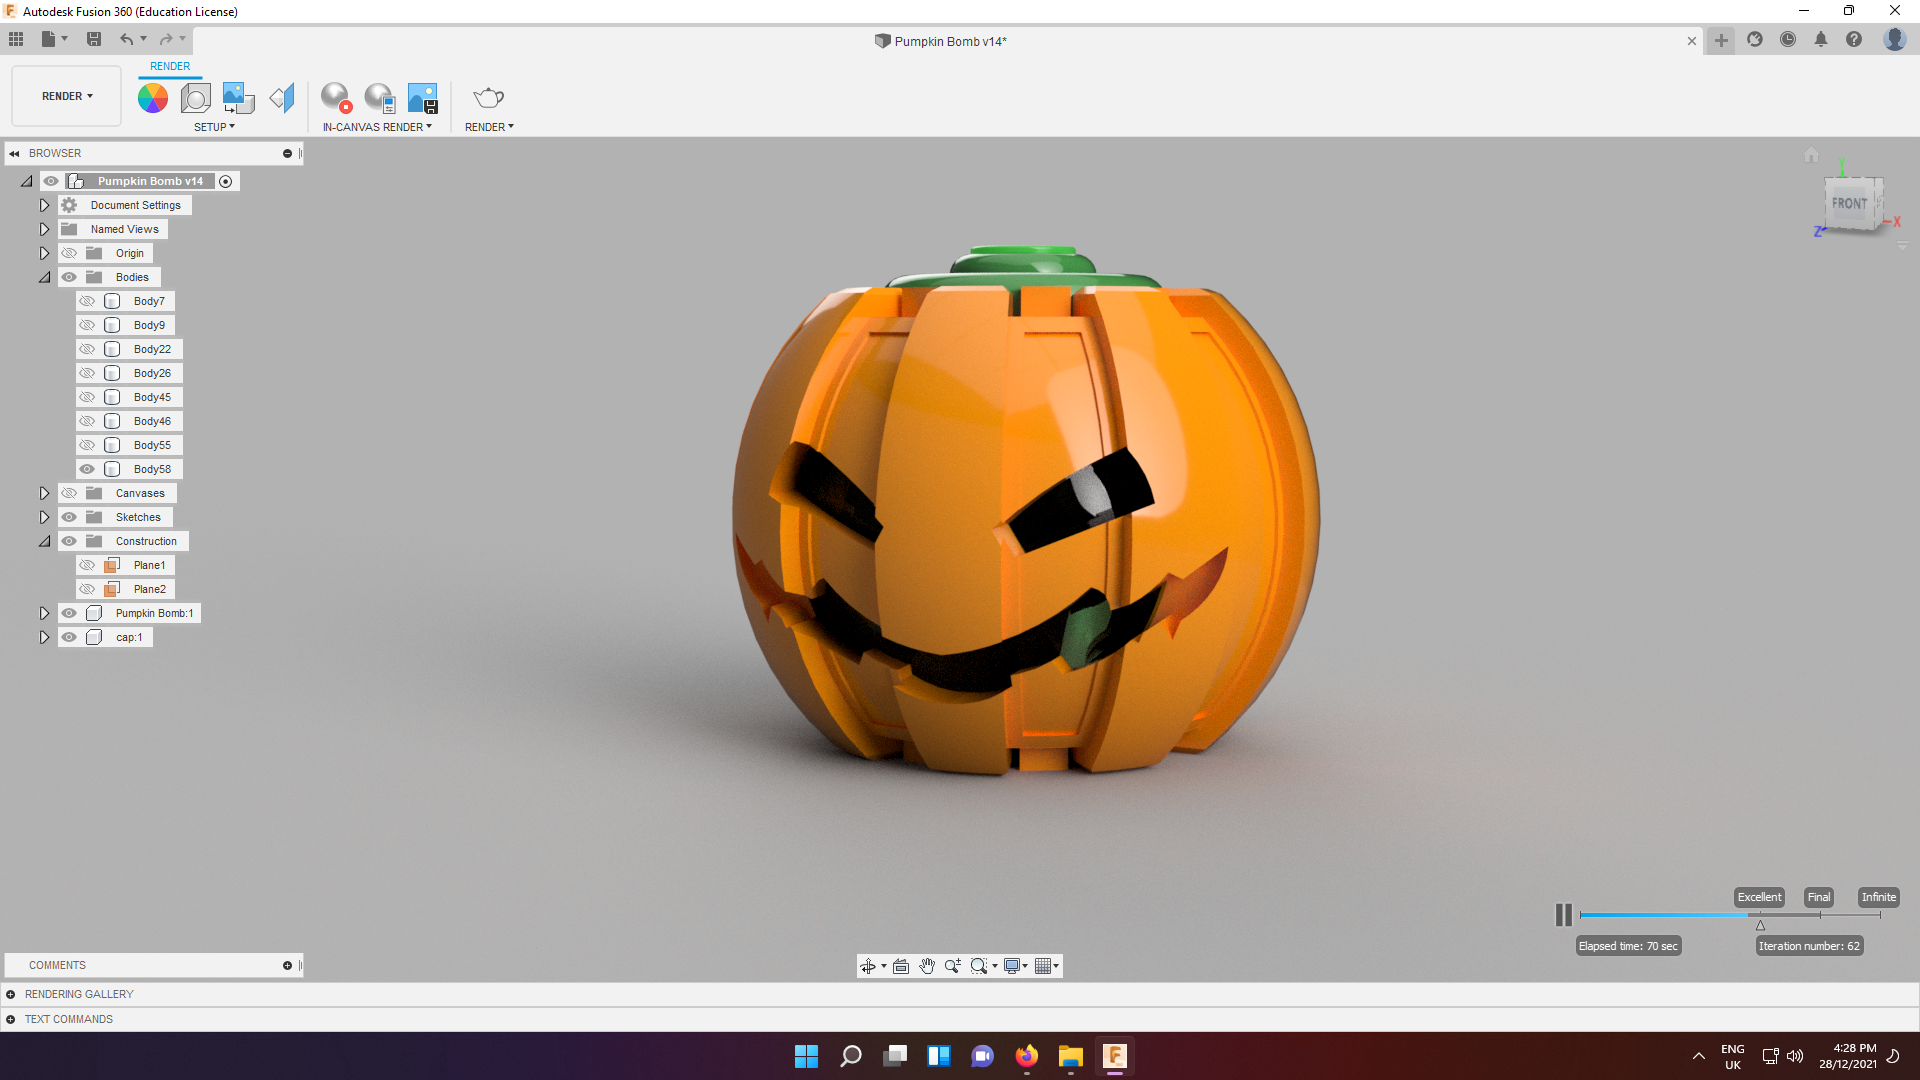 Autodesk Fusion 360 (Education License)
Pumpkin Bomb v14*
RENDER
RENDER
SETUP
IN-CANVAS RENDER
RENDER
BROWSER
Pumpkin Bomb v14
Document Settings
Named Views
Origin
Bodies
Body7
Body9
Body22
Body26
Body45
Body46
Body55
Body58
Canvases
Sketches
Construction
Plane1
Plane2
Pumpkin Bomb:1
cap:1
Y
FRONT
X
Z
Excellent
Final
Infinite
Elapsed time: 70 sec
Iteration number: 62
COMMENTS
RENDERING GALLERY
TEXT COMMANDS
ENG
UK
4:28 PM
28/12/2021